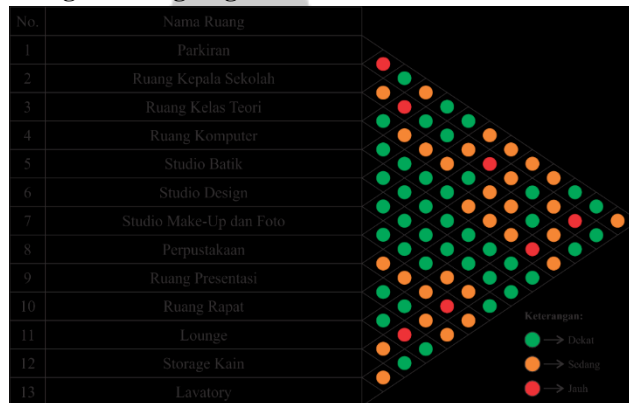 No. Nama Ruang
1 Parkiran
2 Ruang Kepala Sekolah
3 Ruang Kelas Teori
4 Ruang Komputer
5 Studio Batik
6 Studio Design
7 Studio Make-Up dan Foto
8 Perpustakaan
9 Ruang Presentasi
10 Ruang Rapat
11 Lounge
12 Storage Kain
13 Lavatory
Keterangan:
Dekat
Sedang
Jauh